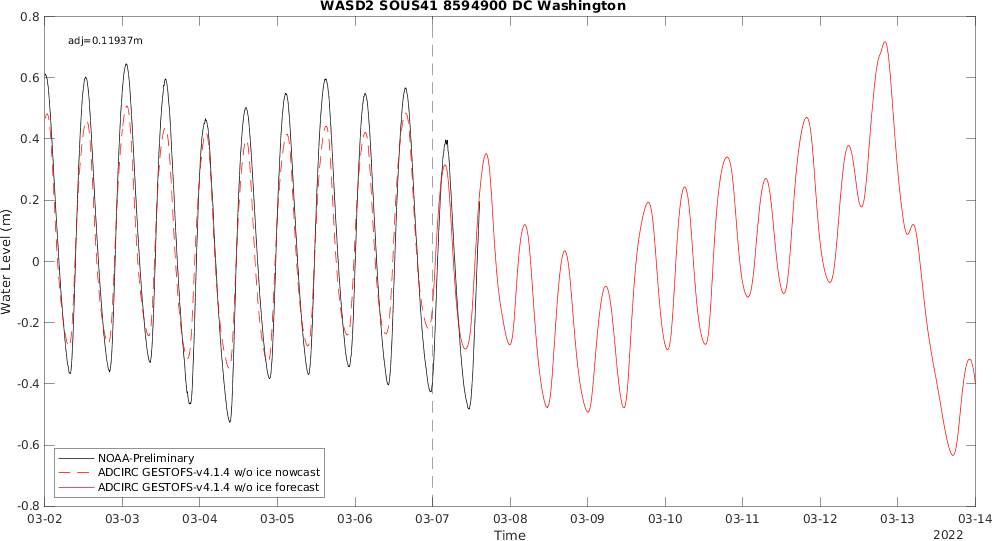 WASD2 SOUS41 8594900 DC Washington
adj=0.11937m
0.8
0.6
0.4
0.2
0
-0.2
-0.4
-0.6
-0.8
Water Level (m)
NOAA-Preliminary
ADCIRC GESTOFS-v4.1.4 w/o ice nowcast
ADCIRC GESTOFS-v4.1.4 w/o ice forecast
03-02 03-03 03-04 03-05 03-06 03-07 03-08 03-09 03-10 03-11 03-12 03-13 03-14
Time
2022